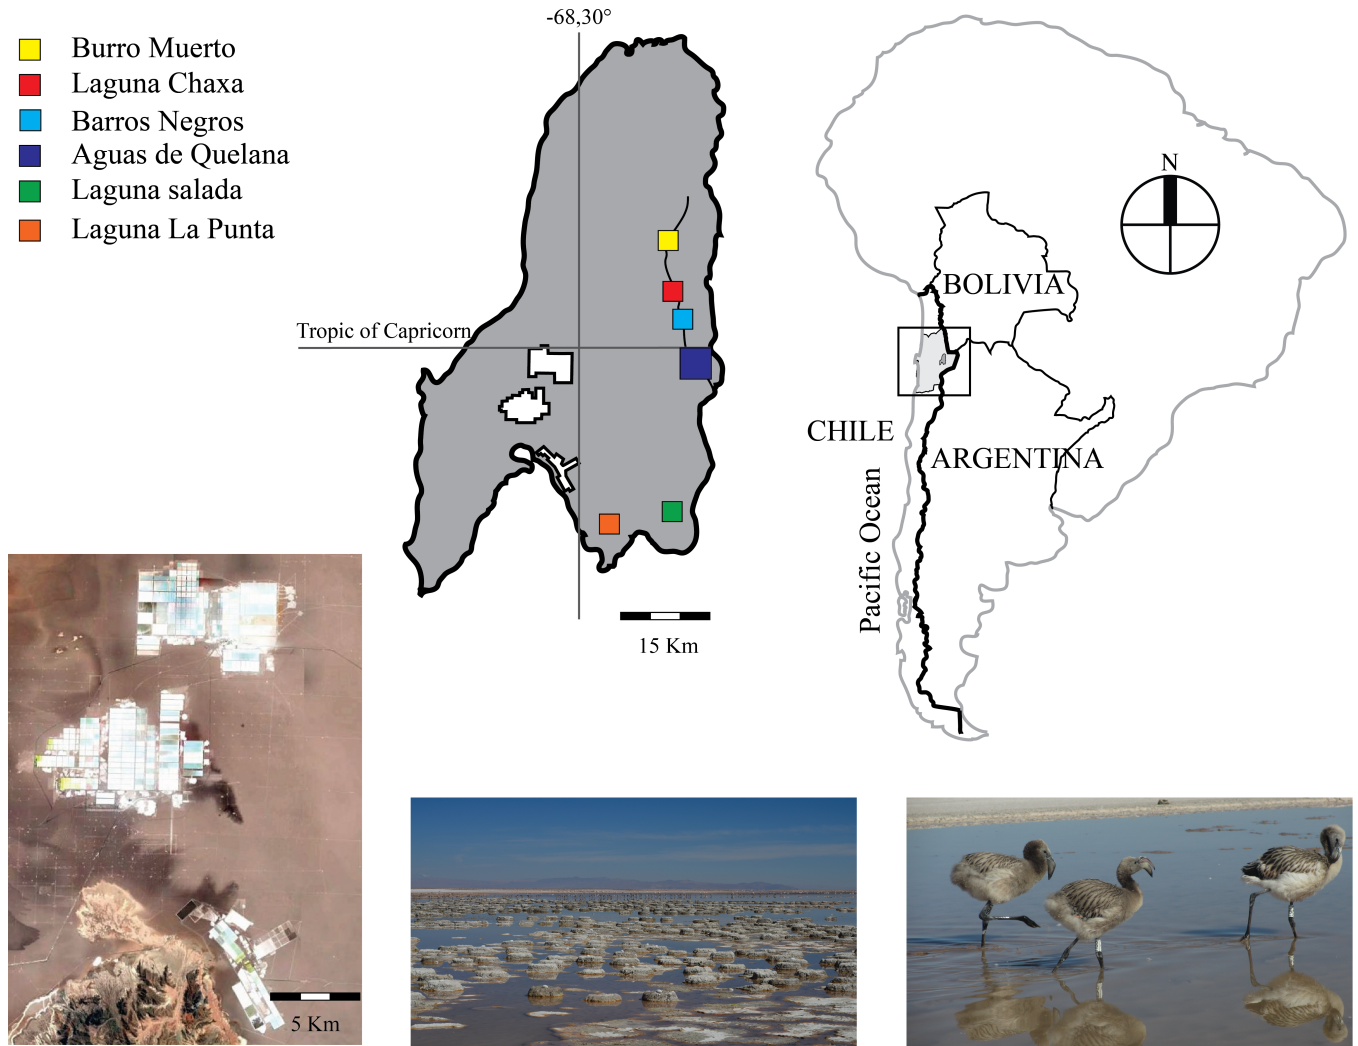 Burro Muerto
Laguna Chaxa
Barros Negros
Aguas de Quelana
Laguna salada
Laguna La Punta
-68,30°
Tropic of Capricorn
15 Km
N
BOLIVIA
CHILE
ARGENTINA
Pacific Ocean
5 Km